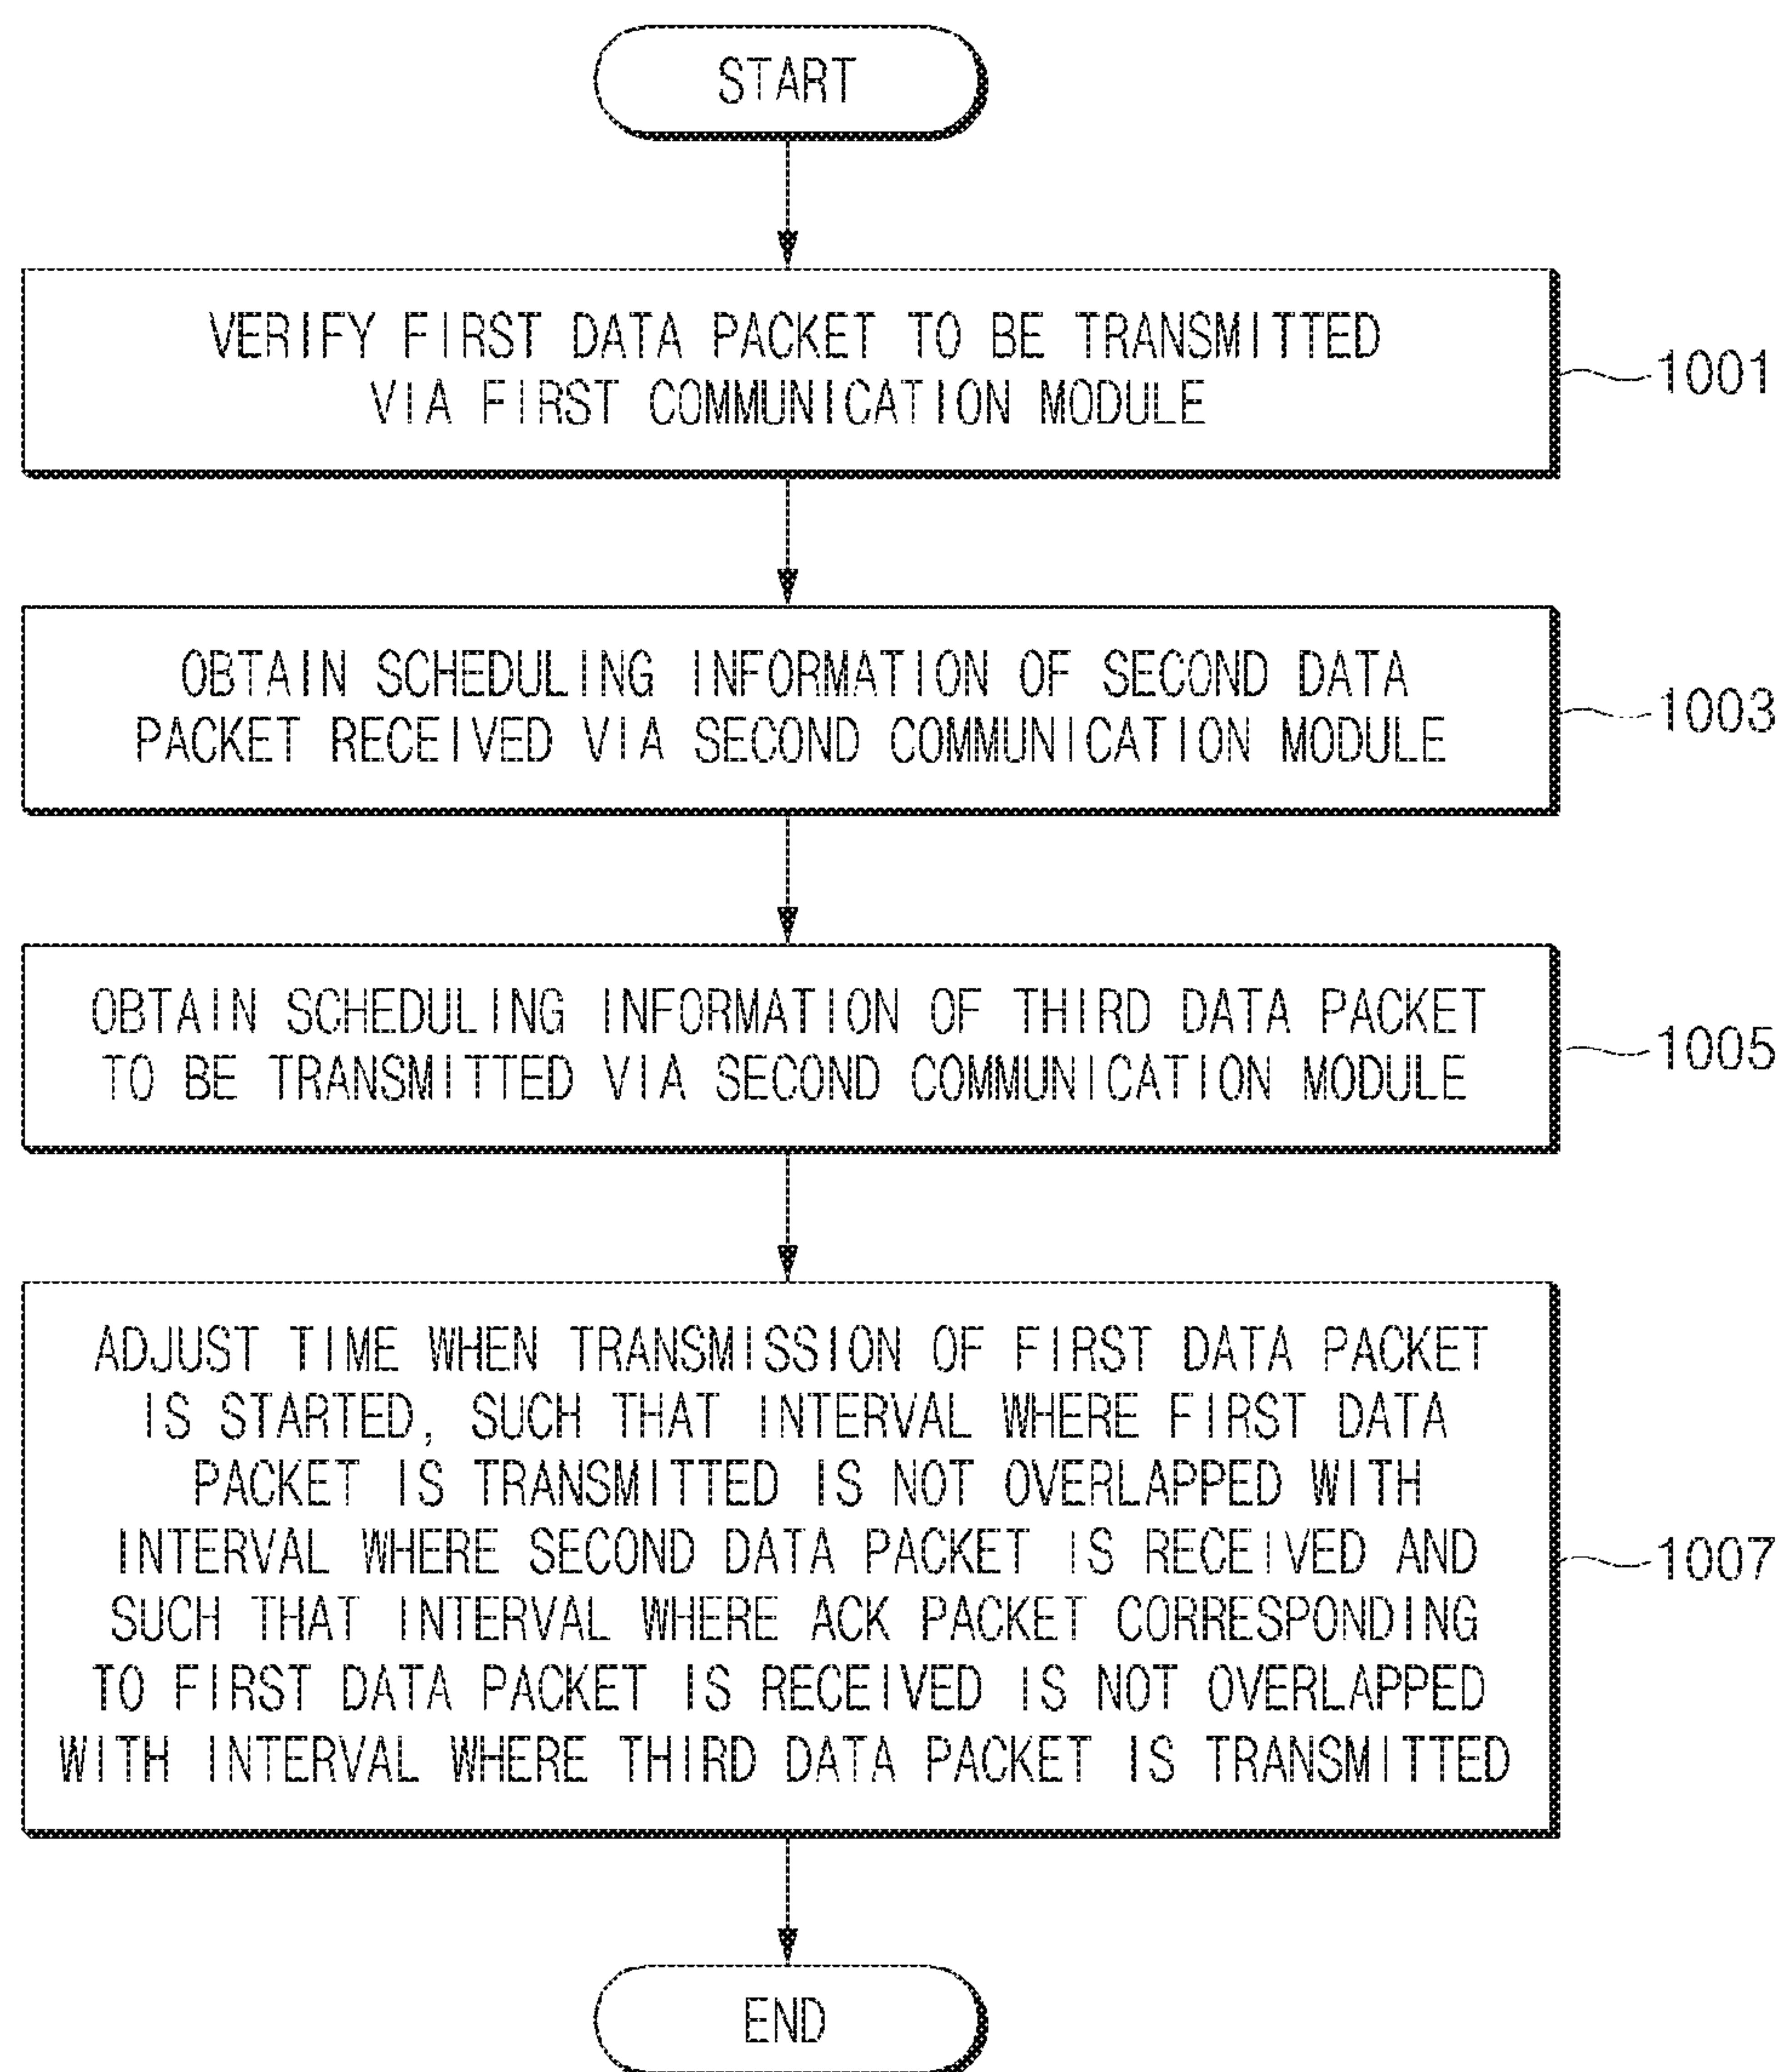 START
VERIFY FIRST DATA PACKET TO BE TRANSMITTED
VIA FIRST COMMUNICATION MODULE
1001
OBTAIN SCHEDULING INFORMATION OF SECOND DATA
PACKET RECEIVED VIA SECOND COMMUNICATION MODULE
1003
OBTAIN SCHEDULING INFORMATION OF THIRD DATA PACKET
TO BE TRANSMITTED VIA SECOND COMMUNICATION MODULE
1005
ADJUST TIME WHEN TRANSMISSION OF FIRST DATA PACKET
IS STARTED, SUCH THAT INTERVAL WHERE FIRST DATA
PACKET IS TRANSMITTED IS NOT OVERLAPPED WITH
INTERVAL WHERE SECOND DATA PACKET IS RECEIVED AND
SUCH THAT INTERVAL WHERE ACK PACKET CORRESPONDING
TO FIRST DATA PACKET IS RECEIVED IS NOT OVERLAPPED
WITH INTERVAL WHERE THIRD DATA PACKET IS TRANSMITTED
1007
END